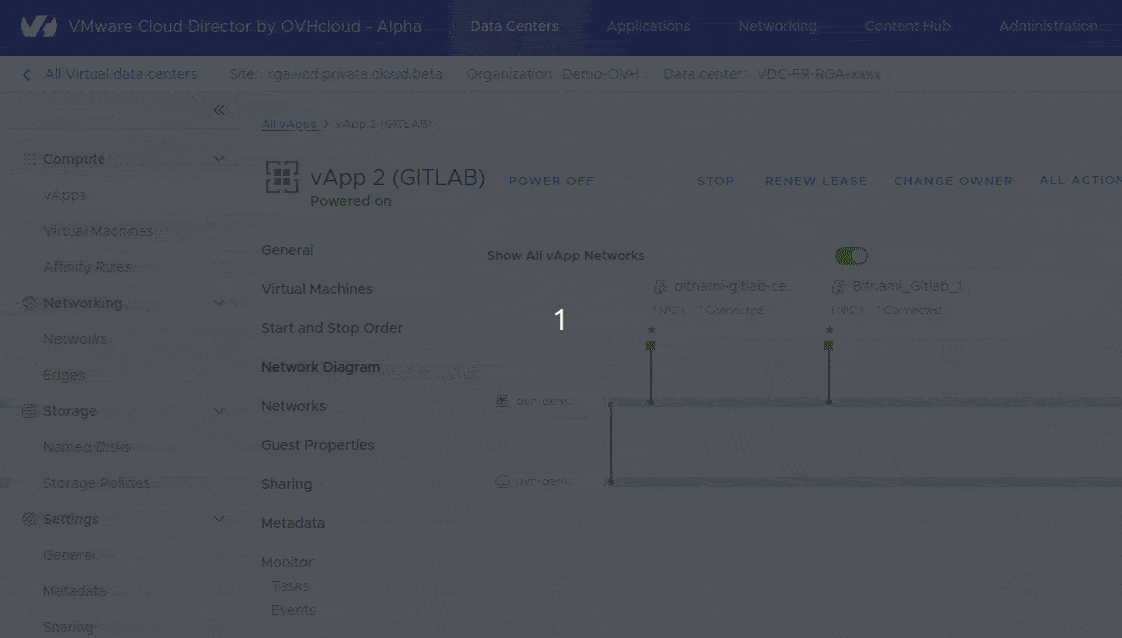 VMware Cloud Director by OVHcloud - Alpha Data Centers Applications Networking Content Hub Administration
All Virtual data centers Site: rga.vcd.private.cloud.beta Organization: Demo-OVH... Data center: VDC-FR-RGA-xxxx...
All vApps > vApp 2 (GITLAB)
vApp 2 (GITLAB) POWER OFF STOP RENEW LEASE CHANGE OWNER ALL ACTION
Powered on
Compute
vApps
Virtual Machines
Affinity Rules
Networking
Networks
Edges
Storage
Named Disks
Storage Policies
Settings
General
Metadata
Sharing
General
Virtual Machines
Start and Stop Order
Network Diagram
Networks
Guest Properties
Sharing
Metadata
Monitor
Tasks
Events
Show All vApp Networks
bitnami-gitlab-ce... Bitnami_Gitlab_1...
1 NICs 1 Connected 1 NICs 1 Connected
ovh-dem...
ovh-dem...
1